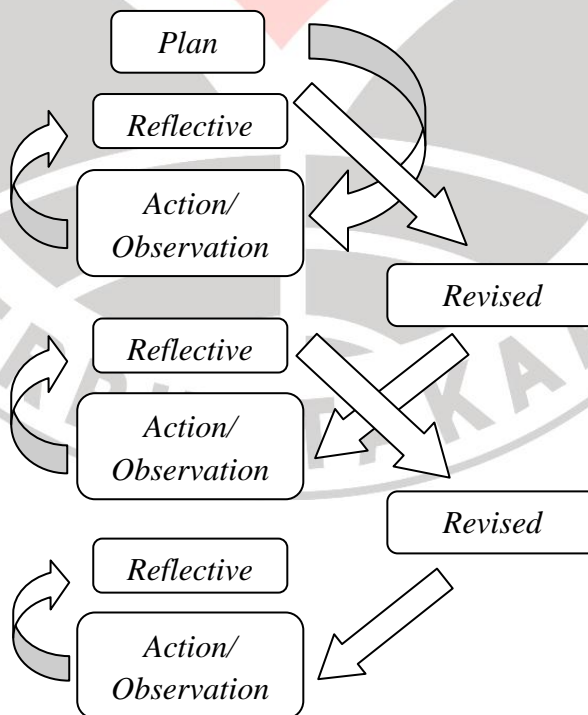 Plan
Reflective
Action/
Observation
Revised
Reflective
Action/
Observation
Revised
Reflective
Action/
Observation